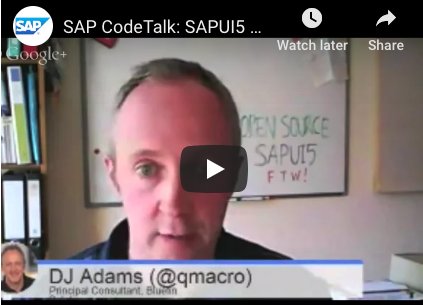 SAP
SAP CodeTalk: SAPUI5 ...
Watch later
Share
Google+
OPEN SOURCE
SAPUI5
FTW!
DJ Adams (@qmacro)
Principal Consultant, Bluefin